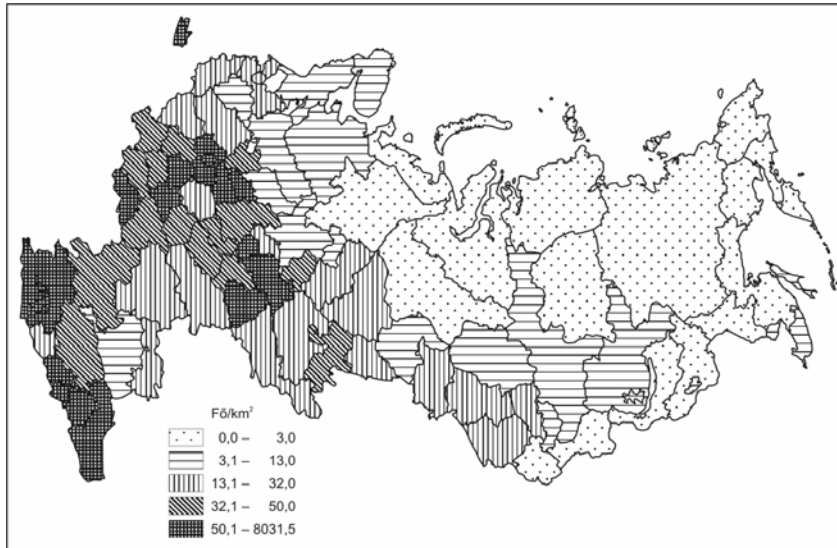 Fő/km²
0,0 – 3,0
3,1 – 13,0
13,1 – 32,0
32,1 – 50,0
50,1 – 8031,5